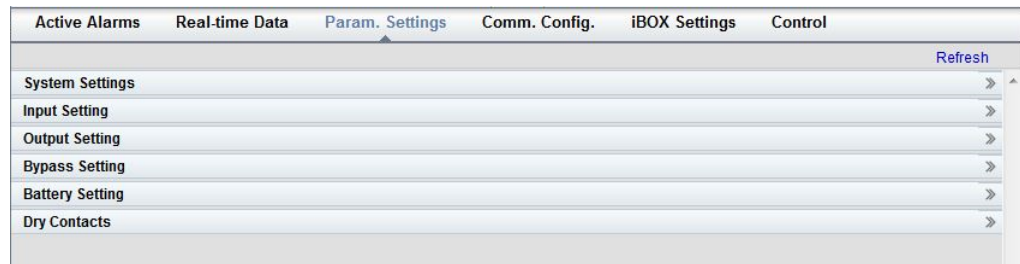 Active Alarms Real-time Data Param. Settings Comm. Config. iBOX Settings Control
Refresh
System Settings
Input Setting
Output Setting
Bypass Setting
Battery Setting
Dry Contacts